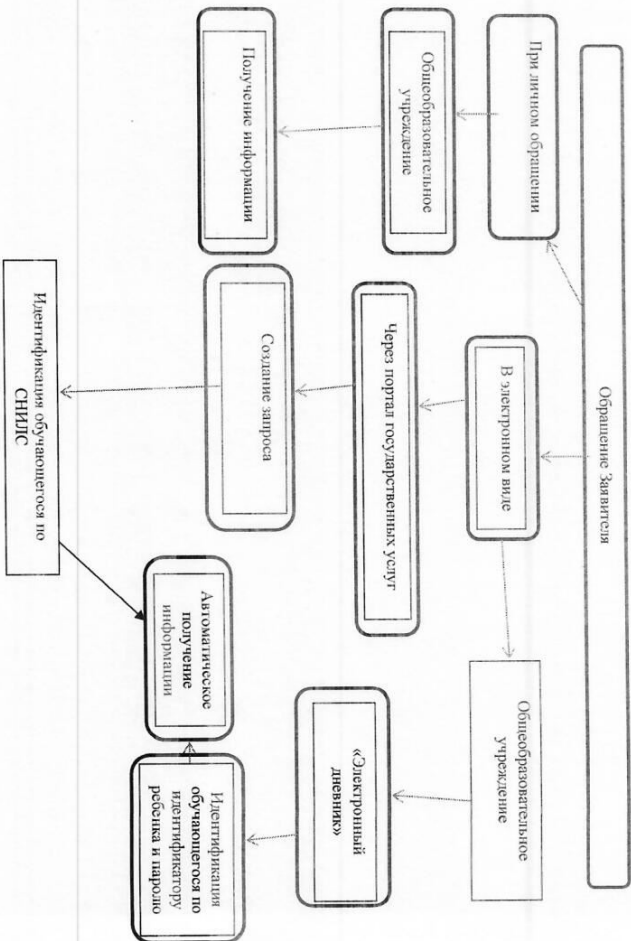 Обращение Заявителя
При личном обращении
В электронном виде
Общеобразовательное
учреждение
Общеобразовательное
учреждение
Через портал государственных услуг
«Электронный
дневник»
Получение информации
Создание запроса
Автоматическое
получение
информации
Идентификация
обучающегося по
идентификатору
ребенка и паролю
Идентификация обучающегося по
СНИЛС